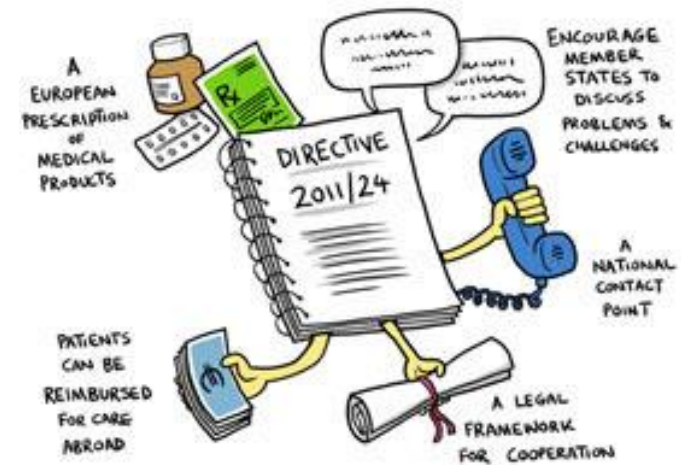 A
EUROPEAN
PRESCRIPTION
OF
MEDICAL
PRODUCTS
Rx
DIRECTIVE
2011/24
ENCOURAGE
MEMBER
STATES TO
DISCUSS
PROBLEMS &
CHALLENGES
A
NATIONAL
CONTACT
POINT
PATIENTS
CAN BE
REIMBURSED
FOR CARE
ABROAD
€
A LEGAL
FRAMEWORK
FOR COOPERATION